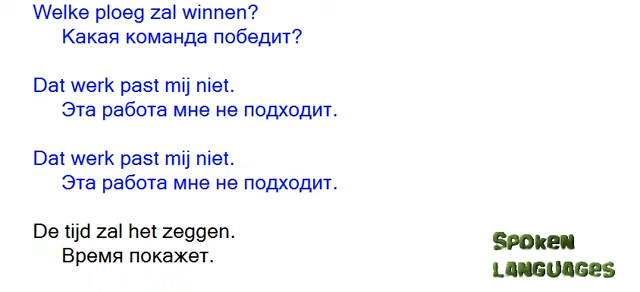 Welke ploeg zal winnen?
Какая команда победит?
Dat werk past mij niet.
Эта работа мне не подходит.
Dat werk past mij niet.
Эта работа мне не подходит.
De tijd zal het zeggen.
Время покажет.
Spoken
Languages